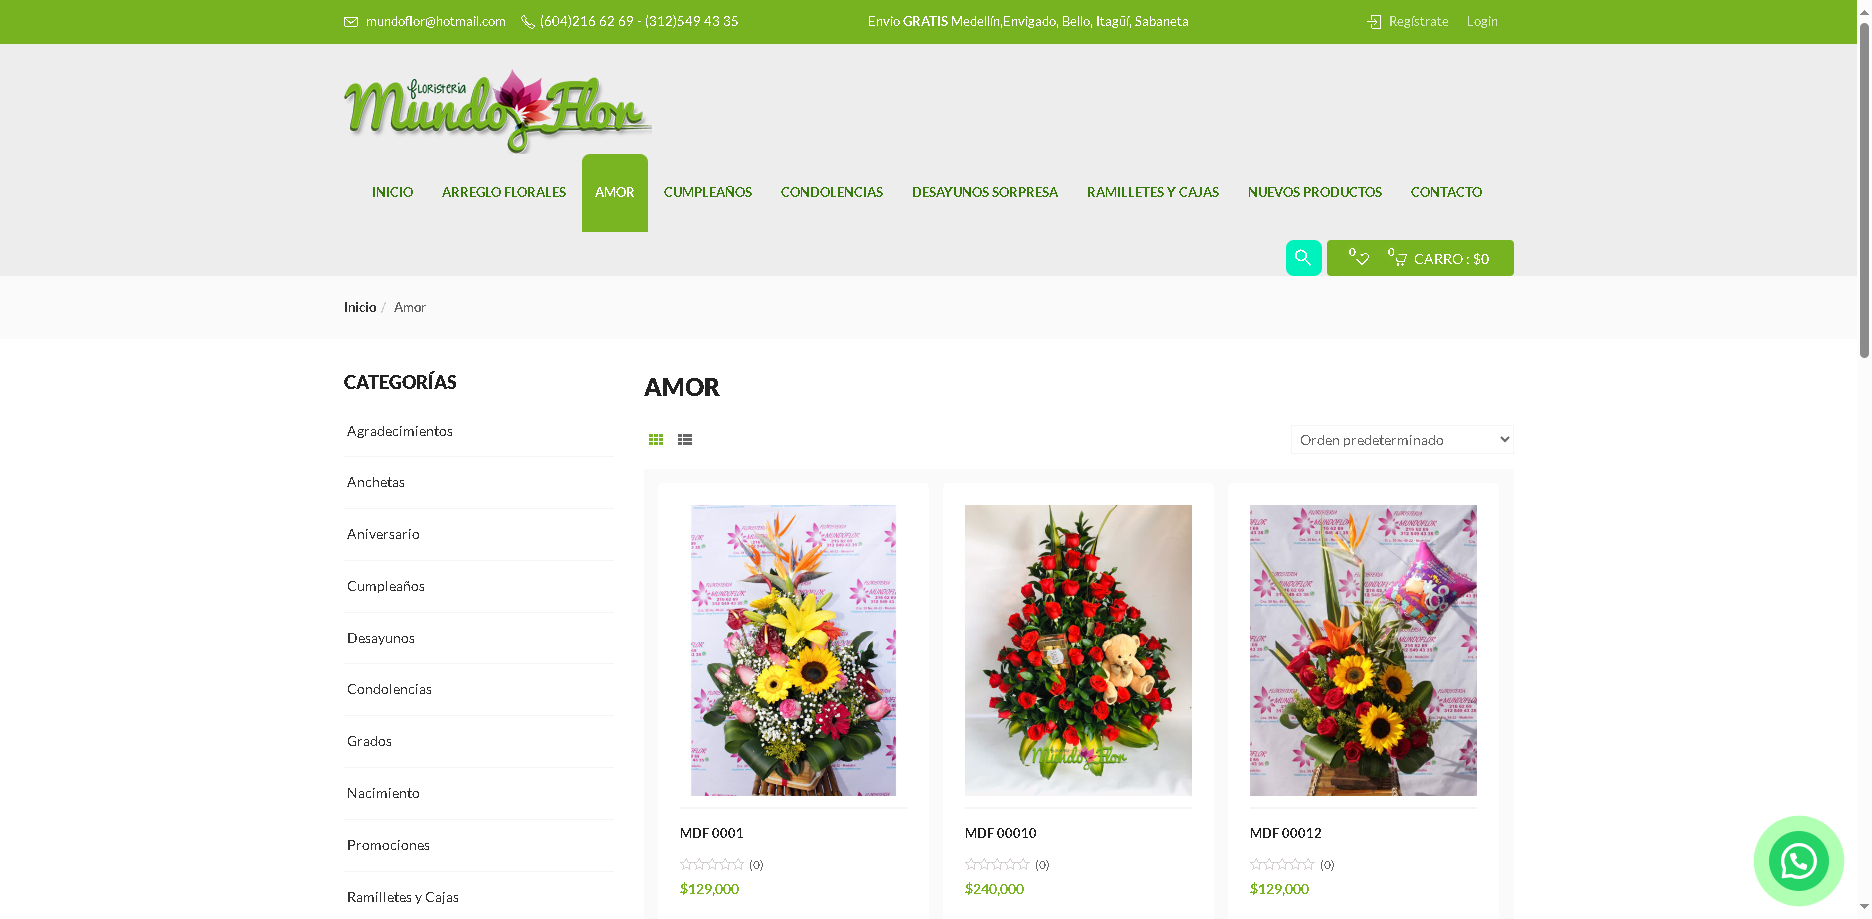 mundoflor@hotmail.com (604)216 62 69 - (312)549 43 35 Envio GRATIS Medellín,Envigado, Bello, Itagüí, Sabaneta Regístrate Login
floristería
Mundo Flor
INICIO ARREGLO FLORALES AMOR CUMPLEAÑOS CONDOLENCIAS DESAYUNOS SORPRESA RAMILLETES Y CAJAS NUEVOS PRODUCTOS CONTACTO
0 0 CARRO : $0
Inicio / Amor
CATEGORÍAS
Agradecimientos
Anchetas
Aniversario
Cumpleaños
Desayunos
Condolencias
Grados
Nacimiento
Promociones
Ramilletes y Cajas
AMOR
Orden predeterminado
Mundo Flor
MDF 0001
(0)
$129,000
MDF 00010
(0)
$240,000
MDF 00012
(0)
$129,000